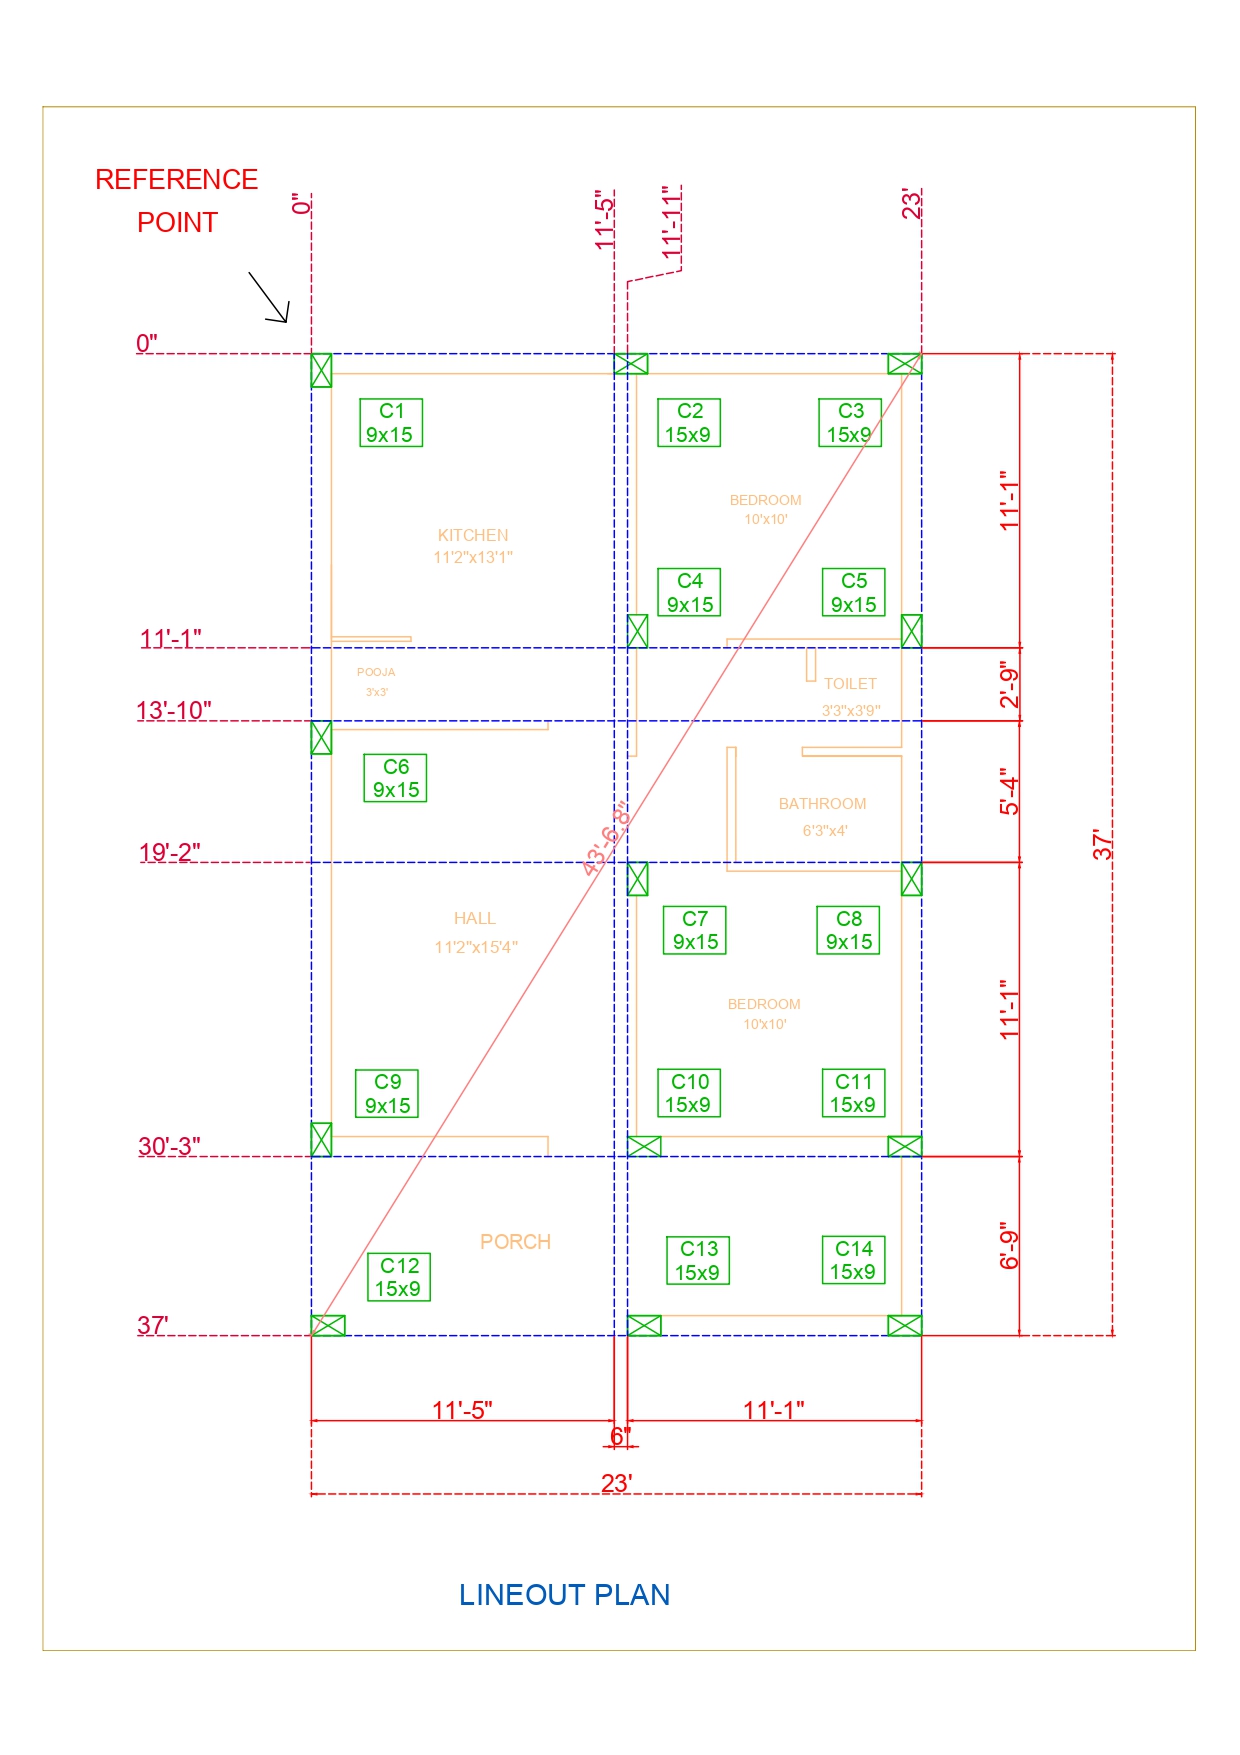 REFERENCE
POINT
0"
11'-5"
11'-11"
23'
0"
C1
9x15
C2
15x9
C3
15x9
BEDROOM
10'x10'
11'-1"
KITCHEN
11'2"x13'1"
C4
9x15
C5
9x15
11'-1"
POOJA
3'x3'
TOILET
3'3"x3'9"
2'-9"
13'-10"
C6
9x15
BATHROOM
6'3"x4'
5'-4"
43'-6.8"
37'
19'-2"
HALL
11'2"x15'4"
C7
9x15
C8
9x15
BEDROOM
10'x10'
11'-1"
C9
9x15
C10
15x9
C11
15x9
30'-3"
PORCH
C12
15x9
C13
15x9
C14
15x9
6'-9"
37'
11'-5"
11'-1"
6"
23'
LINEOUT PLAN